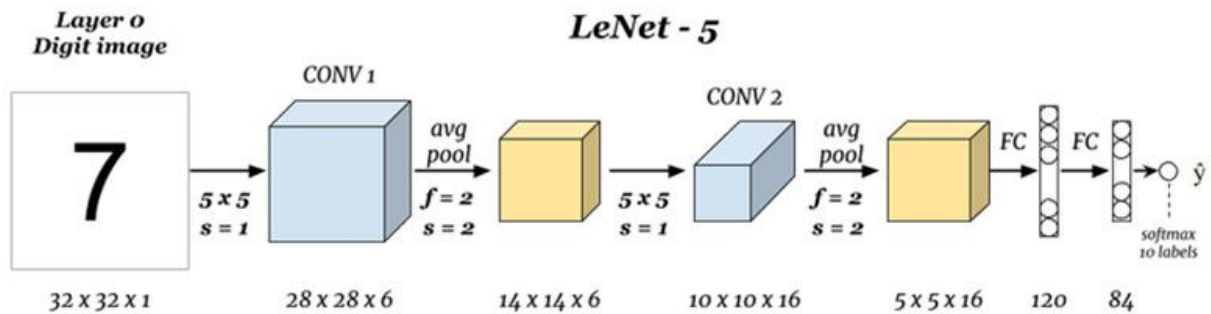 Layer 0
Digit image
LeNet - 5
CONV 1
CONV 2
7
avg
pool
avg
pool
FC
FC
ŷ
5 x 5
s = 1
f = 2
s = 2
5 x 5
s = 1
f = 2
s = 2
softmax
10 labels
32 x 32 x 1
28 x 28 x 6
14 x 14 x 6
10 x 10 x 16
5 x 5 x 16
120
84